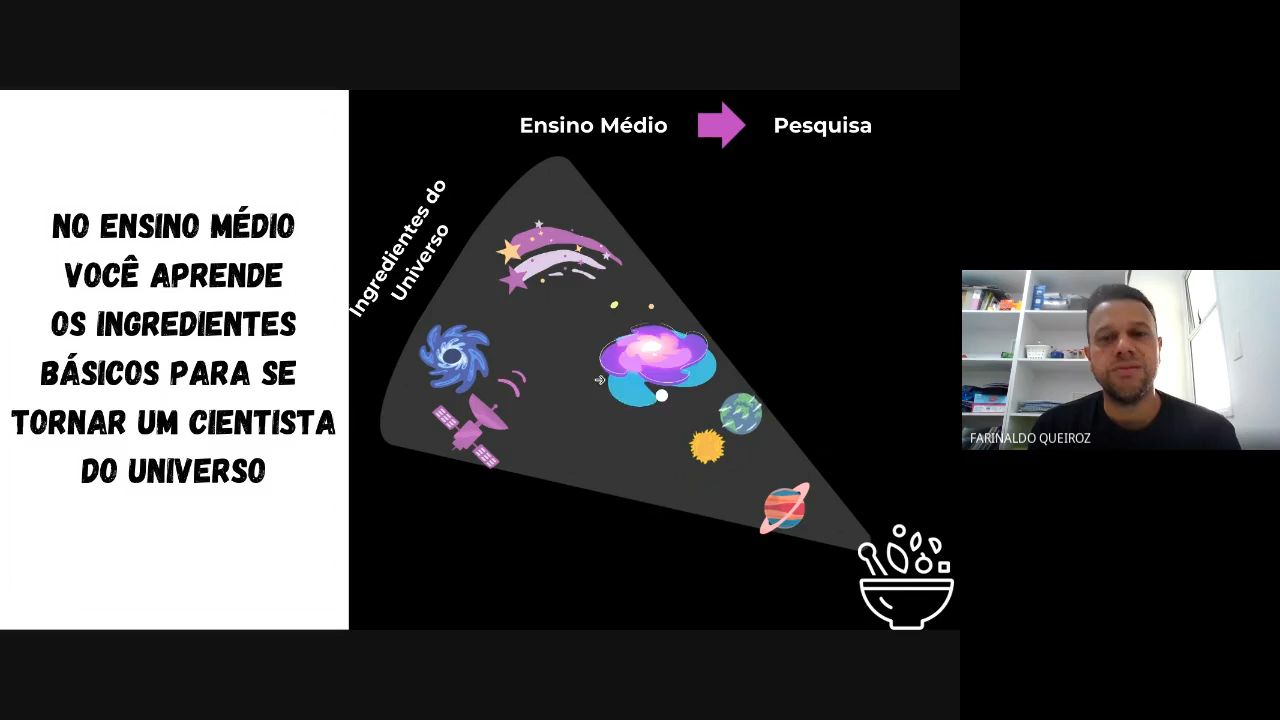 NO ENSINO MÉDIO
VOCÊ APRENDE
OS INGREDIENTES
BÁSICOS PARA SE
TORNAR UM CIENTISTA
DO UNIVERSO
Ensino Médio
Pesquisa
Ingredientes do
Universo
FARINALDO QUEIROZ